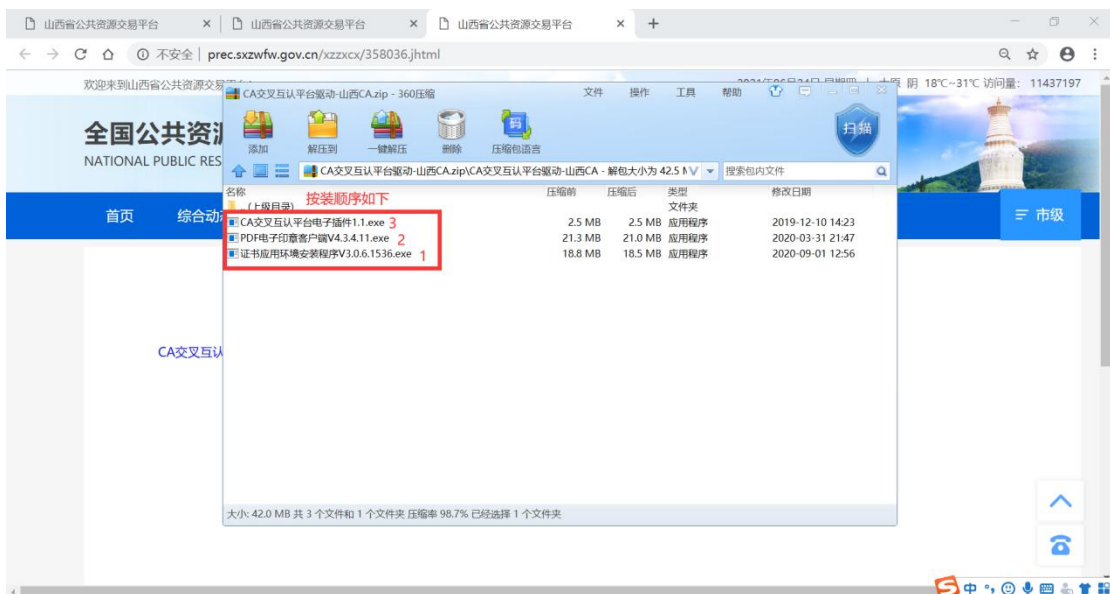 山西省公共资源交易平台 山西省公共资源交易平台 山西省公共资源交易平台
不安全 | prec.sxzwfw.gov.cn/xzzxcx/358036.jhtml
欢迎来到山西省公共资源交易 阴 18℃~31℃ 访问量: 11437197
CA交叉互认平台驱动-山西CA.zip - 360压缩 文件 操作 工具 帮助
添加 解压到 一键解压 删除 压缩包语言 扫描
全国公共资源
NATIONAL PUBLIC RES
CA交叉互认平台驱动-山西CA.zip\CA交叉互认平台驱动-山西CA - 解包大小为 42.5 M 搜索包内文件
名称 压缩前 压缩后 类型 修改日期
按装顺序如下
..(上级目录) 文件夹
首页 综合动 市级
CA交叉互认平台电子插件1.1.exe 3 2.5 MB 2.5 MB 应用程序 2019-12-10 14:23
PDF电子印章客户端V4.3.4.11.exe 2 21.3 MB 21.0 MB 应用程序 2020-03-31 21:47
证书应用环境安装程序V3.0.6.1536.exe 1 18.8 MB 18.5 MB 应用程序 2020-09-01 12:56
CA交叉互认
大小: 42.0 MB 共 3 个文件和 1 个文件夹 压缩率 98.7% 已经选择 1 个文件夹
中